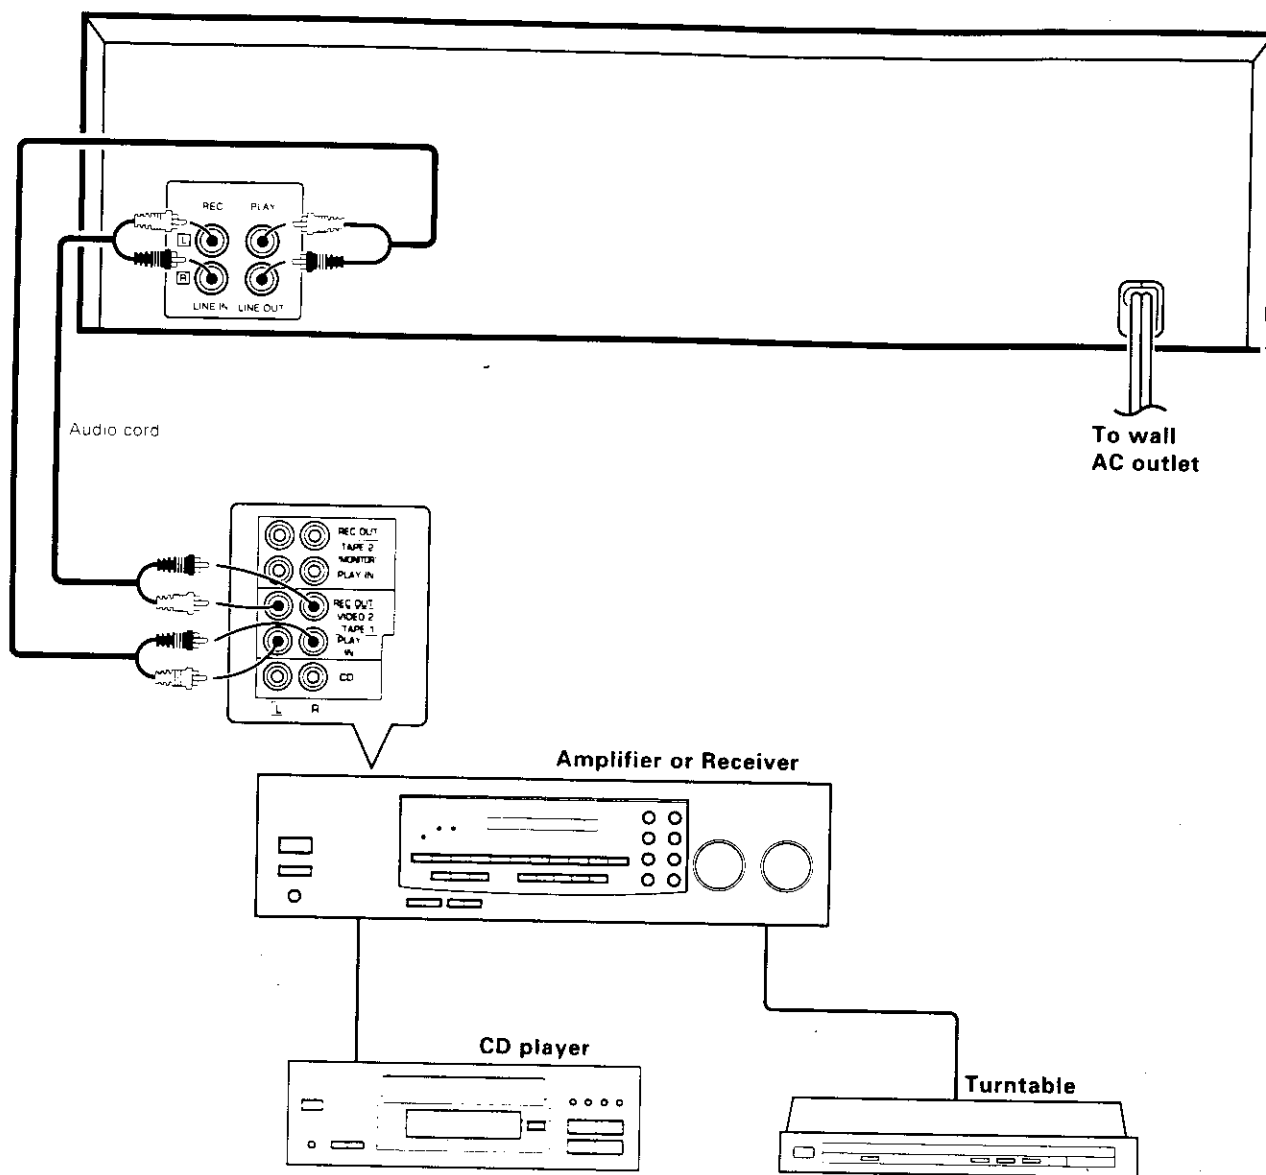 REC PLAY
L
R
LINE IN LINE OUT
To wall
AC outlet
Audio cord
REC OUT
TAPE 2
MONITOR
PLAY IN
REC OUT
VIDEO 2
TAPE 1
PLAY
IN
CD
L R
Amplifier or Receiver
CD player
Turntable